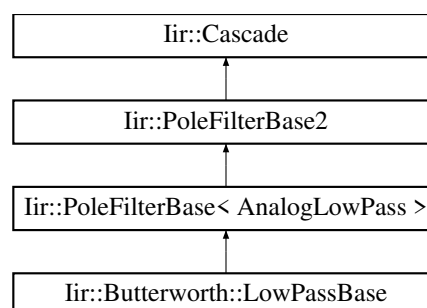 Iir::Cascade
Iir::PoleFilterBase2
Iir::PoleFilterBase< AnalogLowPass >
Iir::Butterworth::LowPassBase